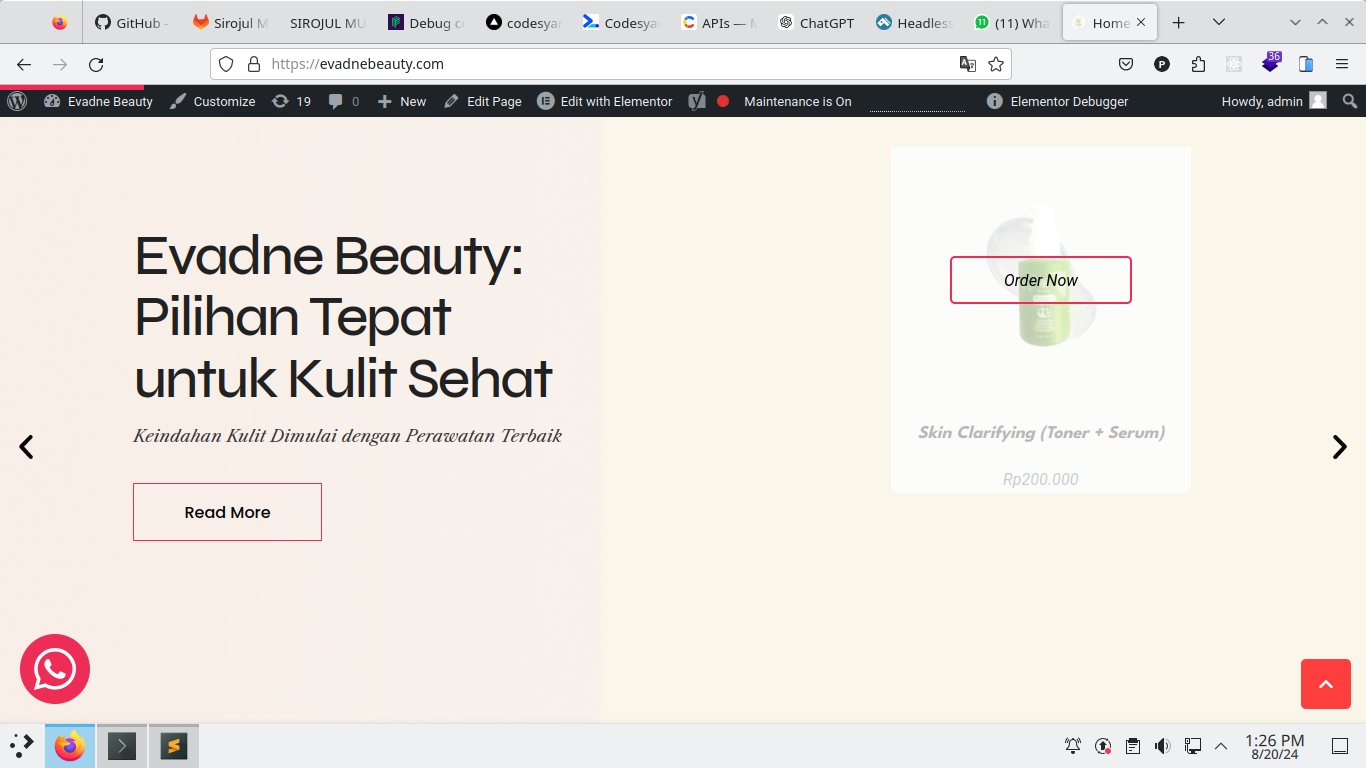 GitHub -
Sirojul M
SIROJUL MU
Debug co
codesya
Codesya
APIs — M
ChatGPT
Headless
(11) Wha
Home
https://evadnebeauty.com
36
Evadne Beauty
Customize
19
0
New
Edit Page
Edit with Elementor
Maintenance is On
Elementor Debugger
Howdy, admin
Evadne Beauty:
Pilihan Tepat
untuk Kulit Sehat
Keindahan Kulit Dimulai dengan Perawatan Terbaik
Read More
Order Now
Skin Clarifying (Toner + Serum)
Rp200.000
1:26 PM
8/20/24